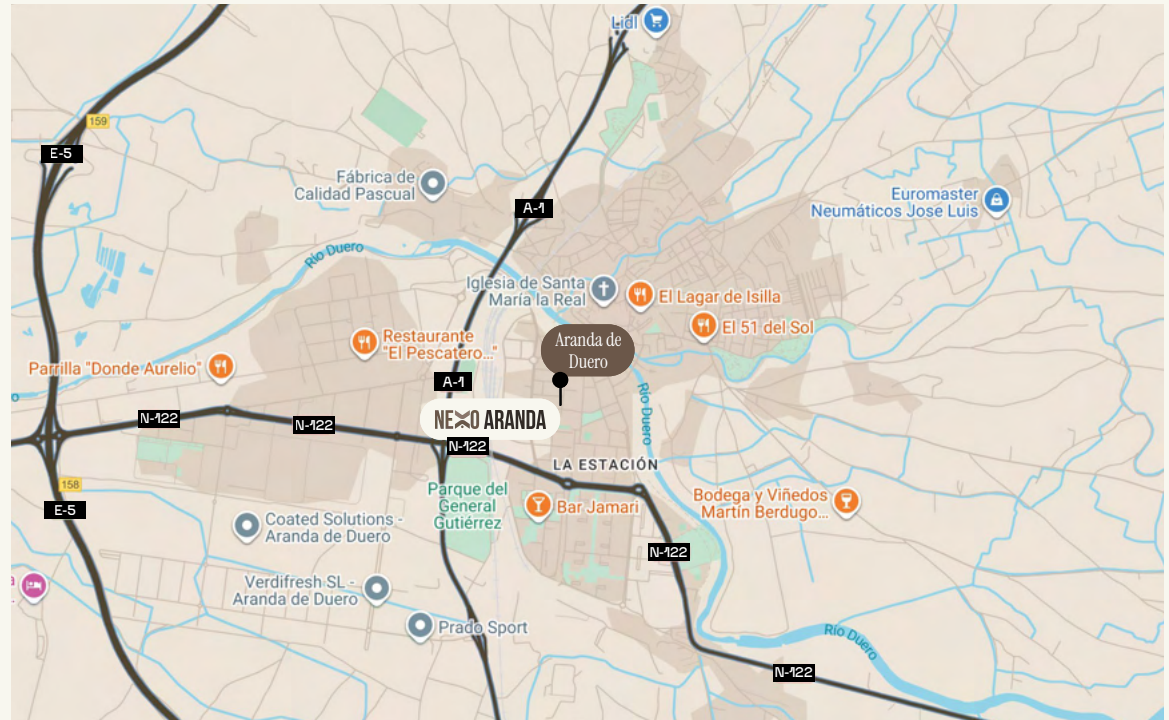 Lidl
159
E-5
Fábrica de
Calidad Pascual
A-1
Euromaster
Neumáticos Jose Luis
Río Duero
Iglesia de Santa
María la Real
El Lagar de Isilla
El 51 del Sol
Restaurante
"El Pescatero..."
Aranda de
Duero
Parrilla "Donde Aurelio"
A-1
Río Duero
N-122
N-122
NEXO ARANDA
N-122
LA ESTACIÓN
158
E-5
Parque del
General
Gutiérrez
Bar Jamari
Bodega y Viñedos
Martín Berdugo...
Coated Solutions -
Aranda de Duero
N-122
Verdifresh SL -
Aranda de Duero
Prado Sport
Río Duero
N-122